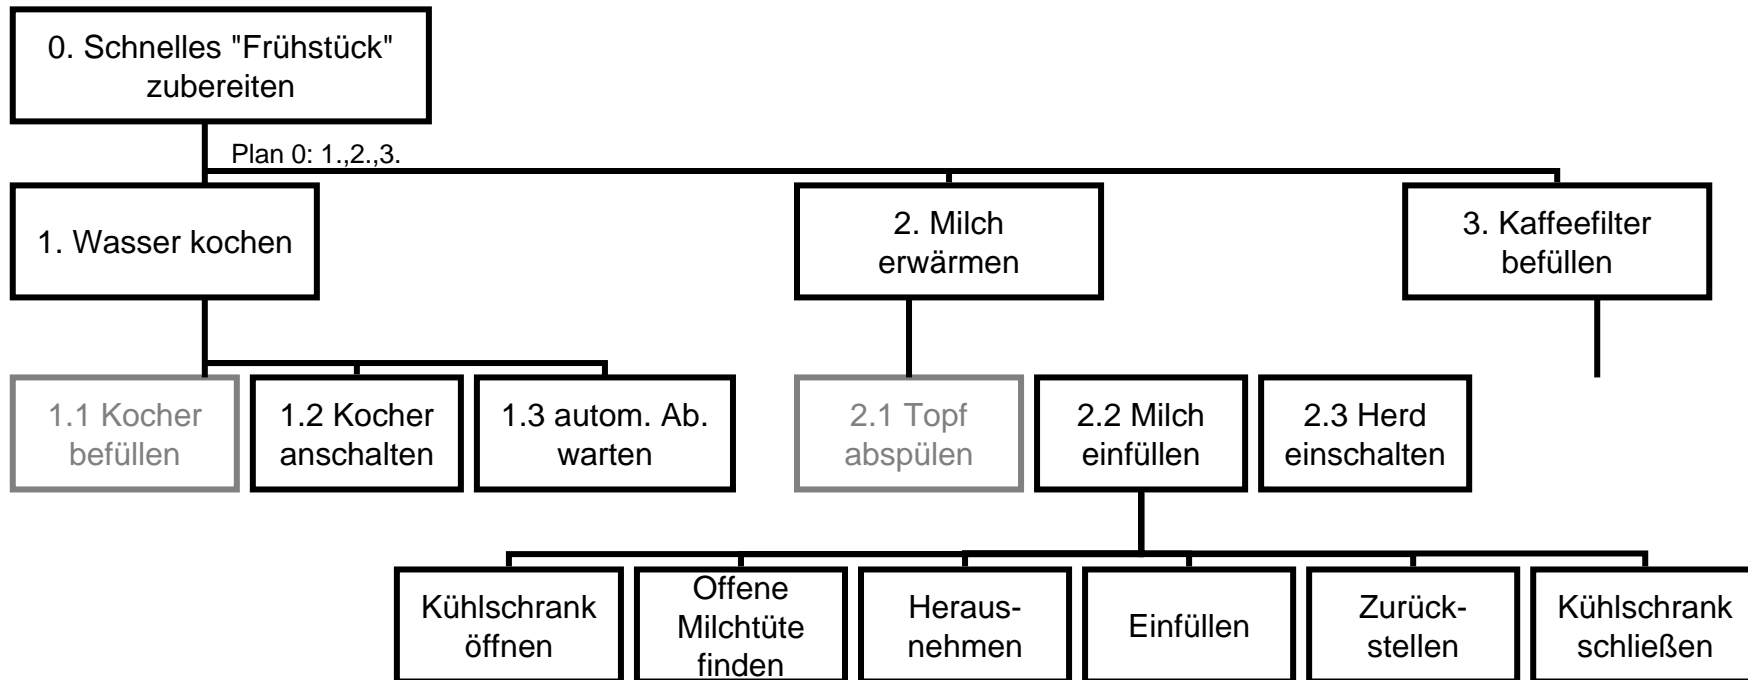 0. Schnelles "Frühstück"
zubereiten
Plan 0: 1.,2.,3.
1. Wasser kochen
2. Milch
erwärmen
3. Kaffeefilter
befüllen
1.1 Kocher
befüllen
1.2 Kocher
anschalten
1.3 autom. Ab.
warten
2.1 Topf
abspülen
2.2 Milch
einfüllen
2.3 Herd
einschalten
Kühlschrank
öffnen
Offene
Milchtüte
finden
Heraus-
nehmen
Einfüllen
Zurück-
stellen
Kühlschrank
schließen